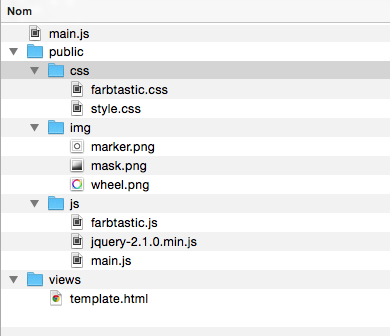 Nom
main.js
public
css
farbtastic.css
style.css
img
marker.png
mask.png
wheel.png
js
farbtastic.js
jquery-2.1.0.min.js
main.js
views
template.html